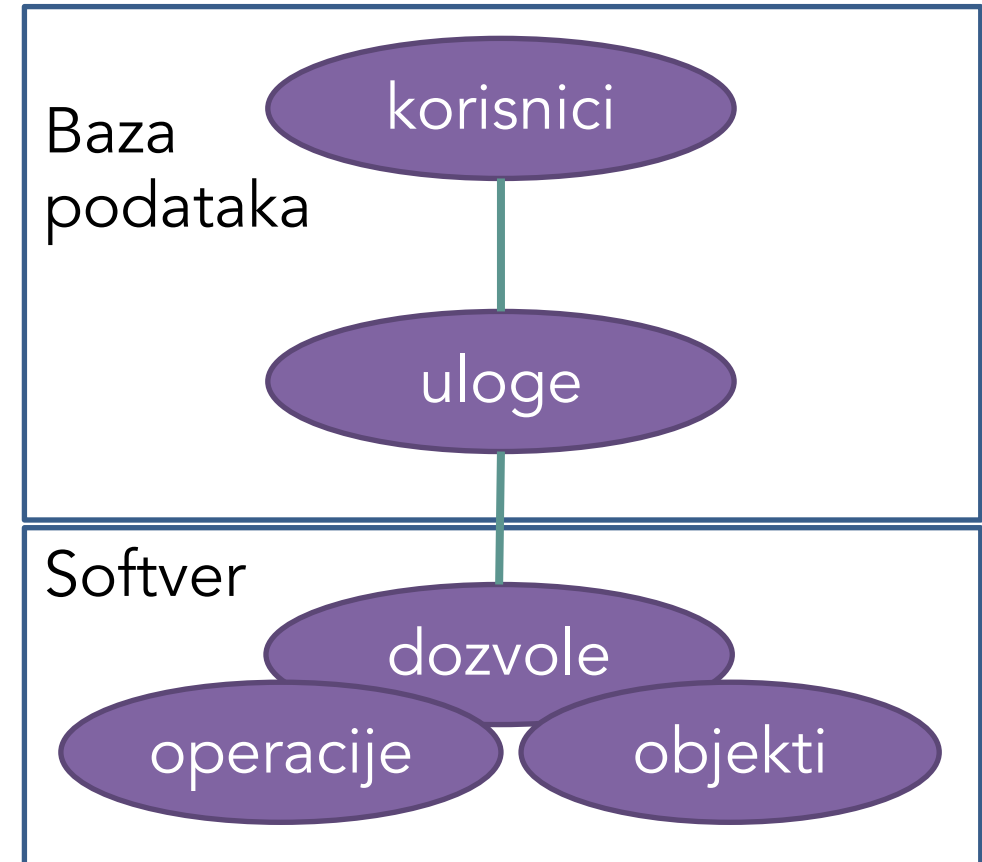 korisnici
Baza
podataka
uloge
Softver
dozvole
operacije
objekti